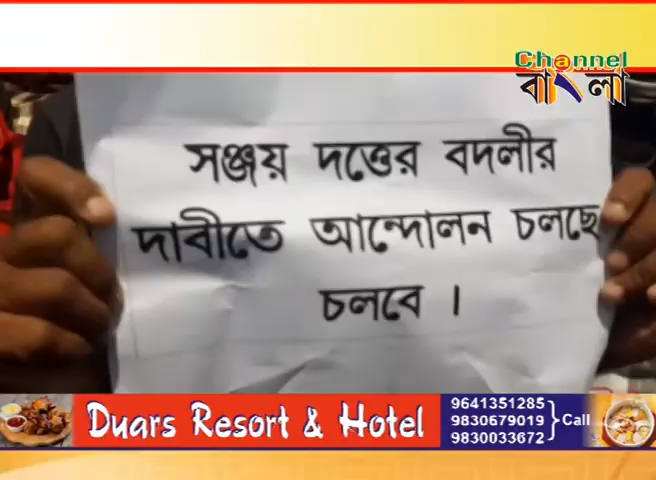 Channel
বাংলা
সঞ্জয় দত্তের বদলীর
দাবীতে আন্দোলন চলছে
চলবে ।
Duars Resort & Hotel
9641351285
9830679019 } Call
9830033672